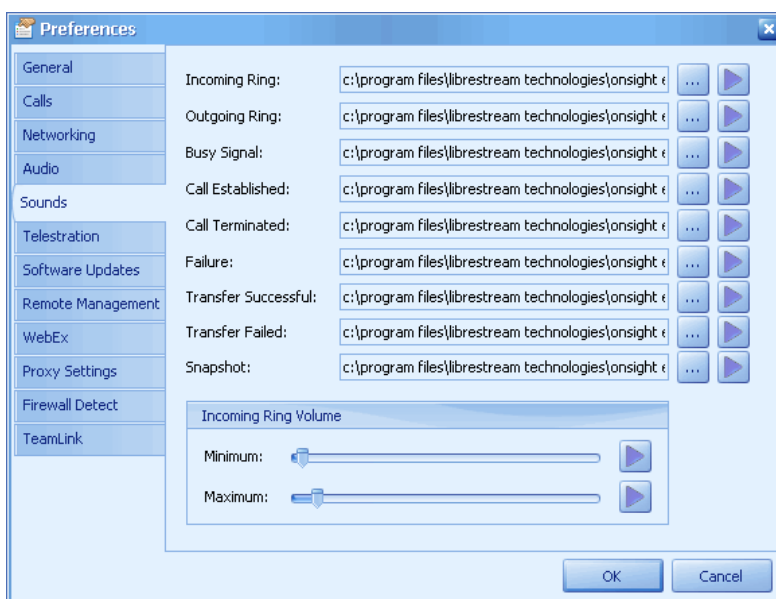 Preferences
General
Calls
Networking
Audio
Sounds
Telestration
Software Updates
Remote Management
WebEx
Proxy Settings
Firewall Detect
TeamLink
Incoming Ring: c:\program files\librestream technologies\onsight e ...
Outgoing Ring: c:\program files\librestream technologies\onsight e ...
Busy Signal: c:\program files\librestream technologies\onsight e ...
Call Established: c:\program files\librestream technologies\onsight e ...
Call Terminated: c:\program files\librestream technologies\onsight e ...
Failure: c:\program files\librestream technologies\onsight e ...
Transfer Successful: c:\program files\librestream technologies\onsight e ...
Transfer Failed: c:\program files\librestream technologies\onsight e ...
Snapshot: c:\program files\librestream technologies\onsight e ...
Incoming Ring Volume
Minimum:
Maximum:
OK Cancel